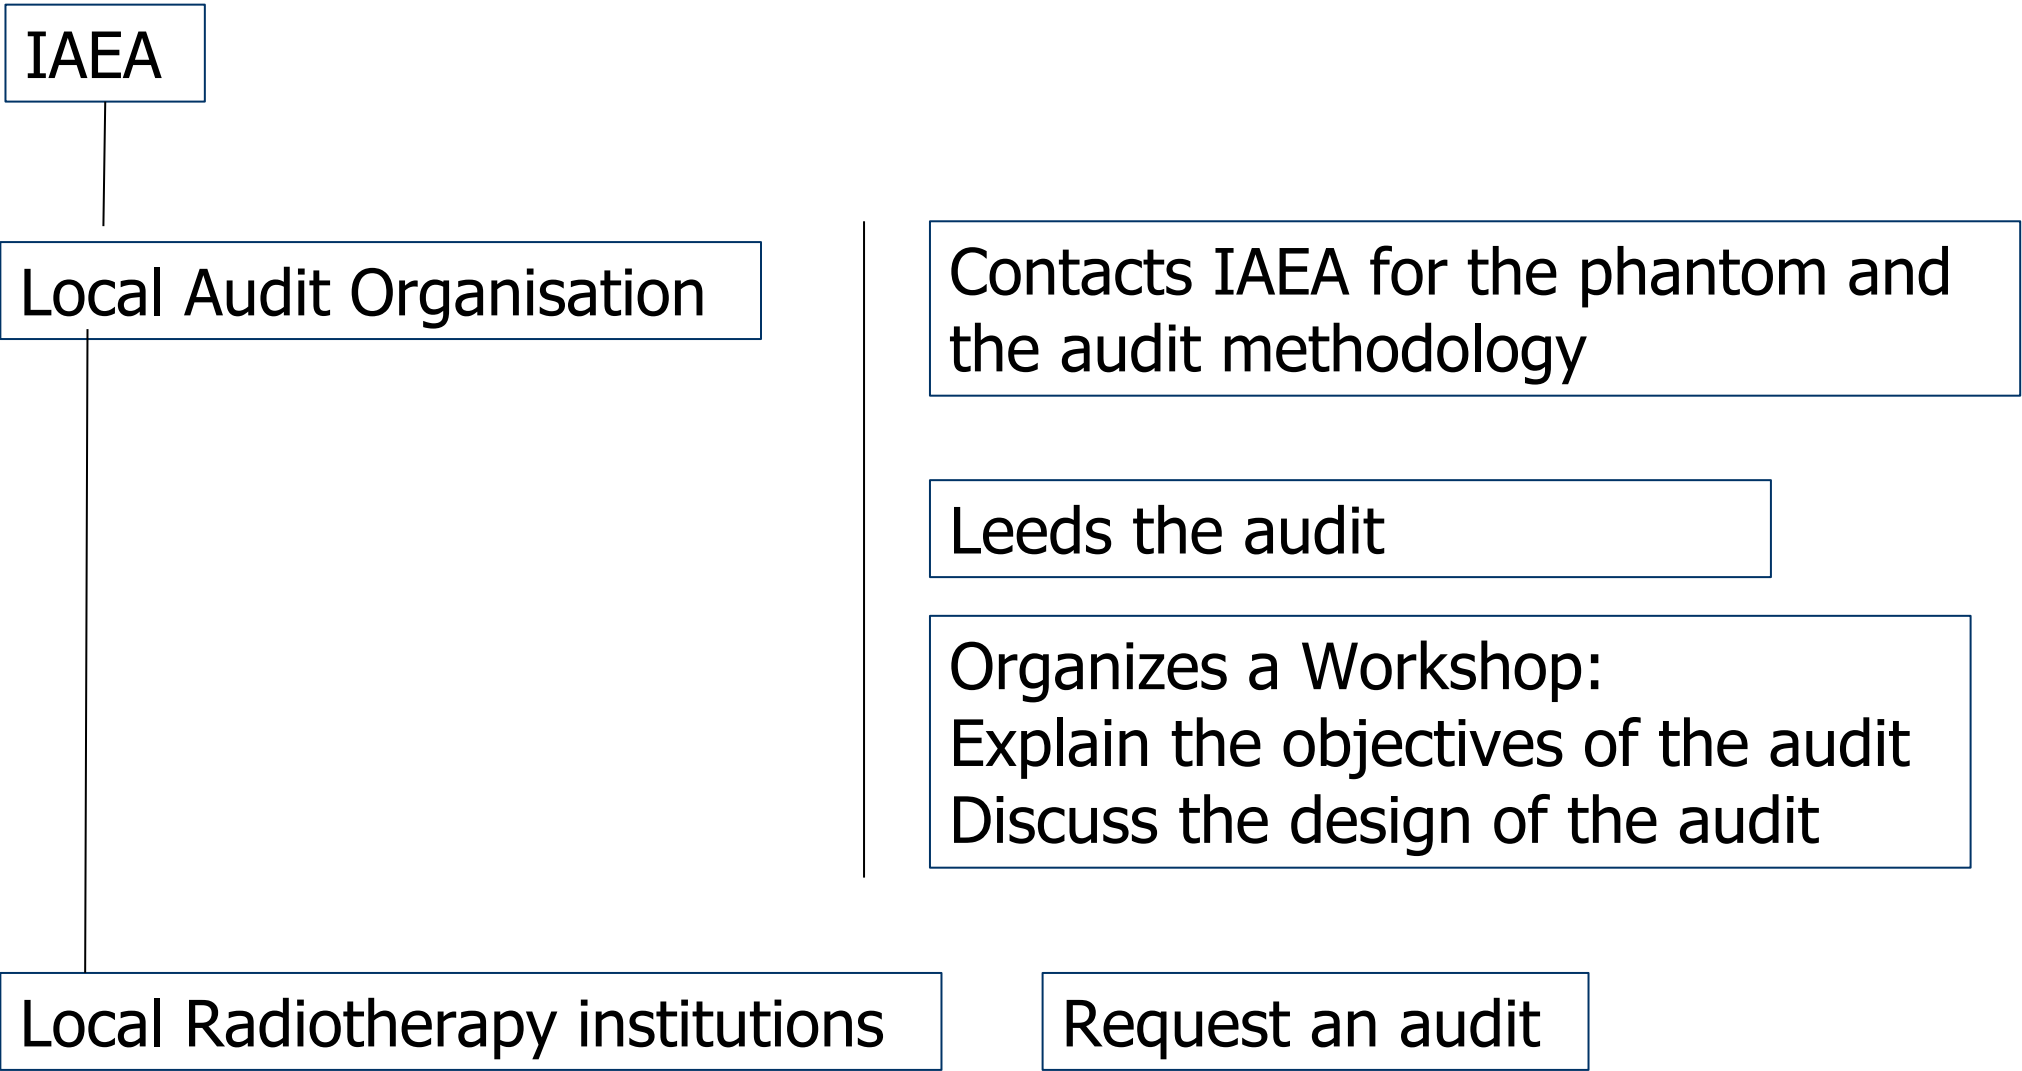 IAEA
Local Audit Organisation
Contacts IAEA for the phantom and
the audit methodology
Leeds the audit
Organizes a Workshop:
Explain the objectives of the audit
Discuss the design of the audit
Local Radiotherapy institutions
Request an audit